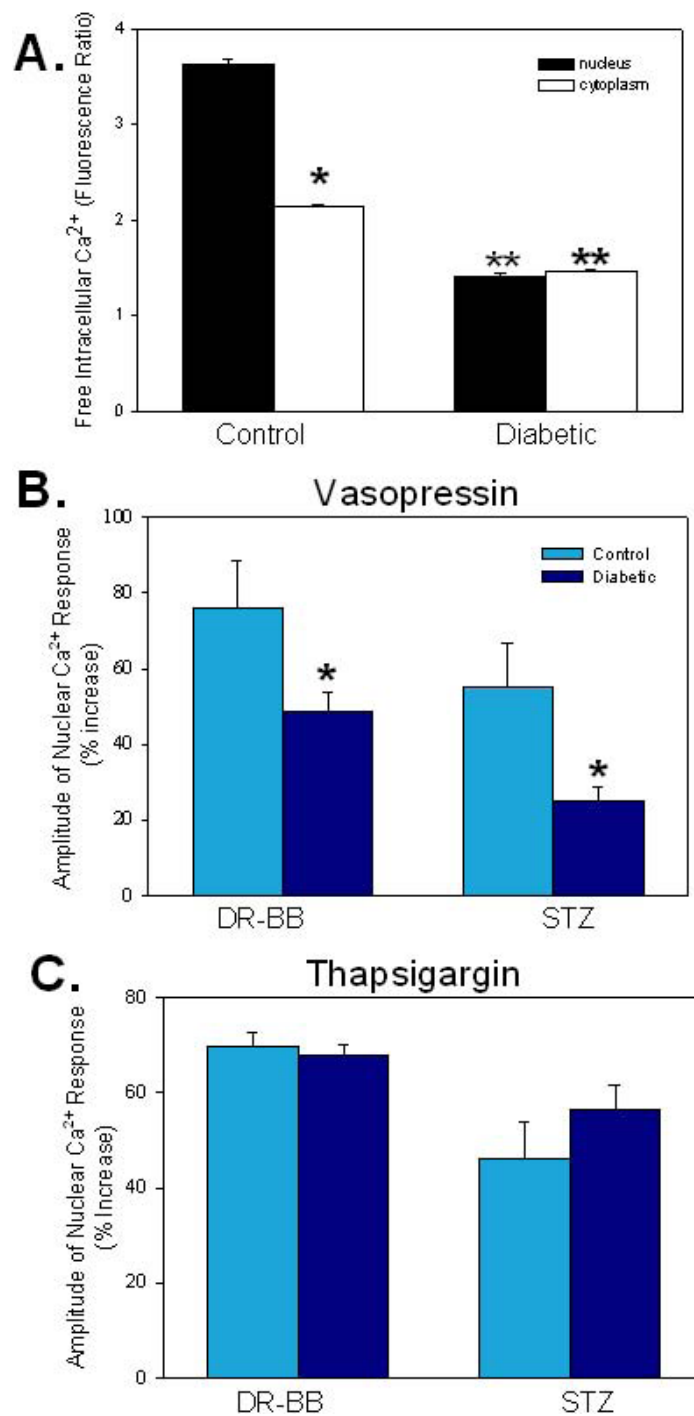 A.
Free Intracellular Ca²⁺ (Fluorescence Ratio)
4
3
2
1
0
nucleus
cytoplasm
*
**
**
Control
Diabetic
B.
Vasopressin
Amplitude of Nuclear Ca²⁺ Response
(% increase)
100
80
60
40
20
0
Control
Diabetic
*
*
DR-BB
STZ
C.
Thapsigargin
Amplitude of Nuclear Ca²⁺ Response
(% Increase)
80
60
40
20
0
DR-BB
STZ